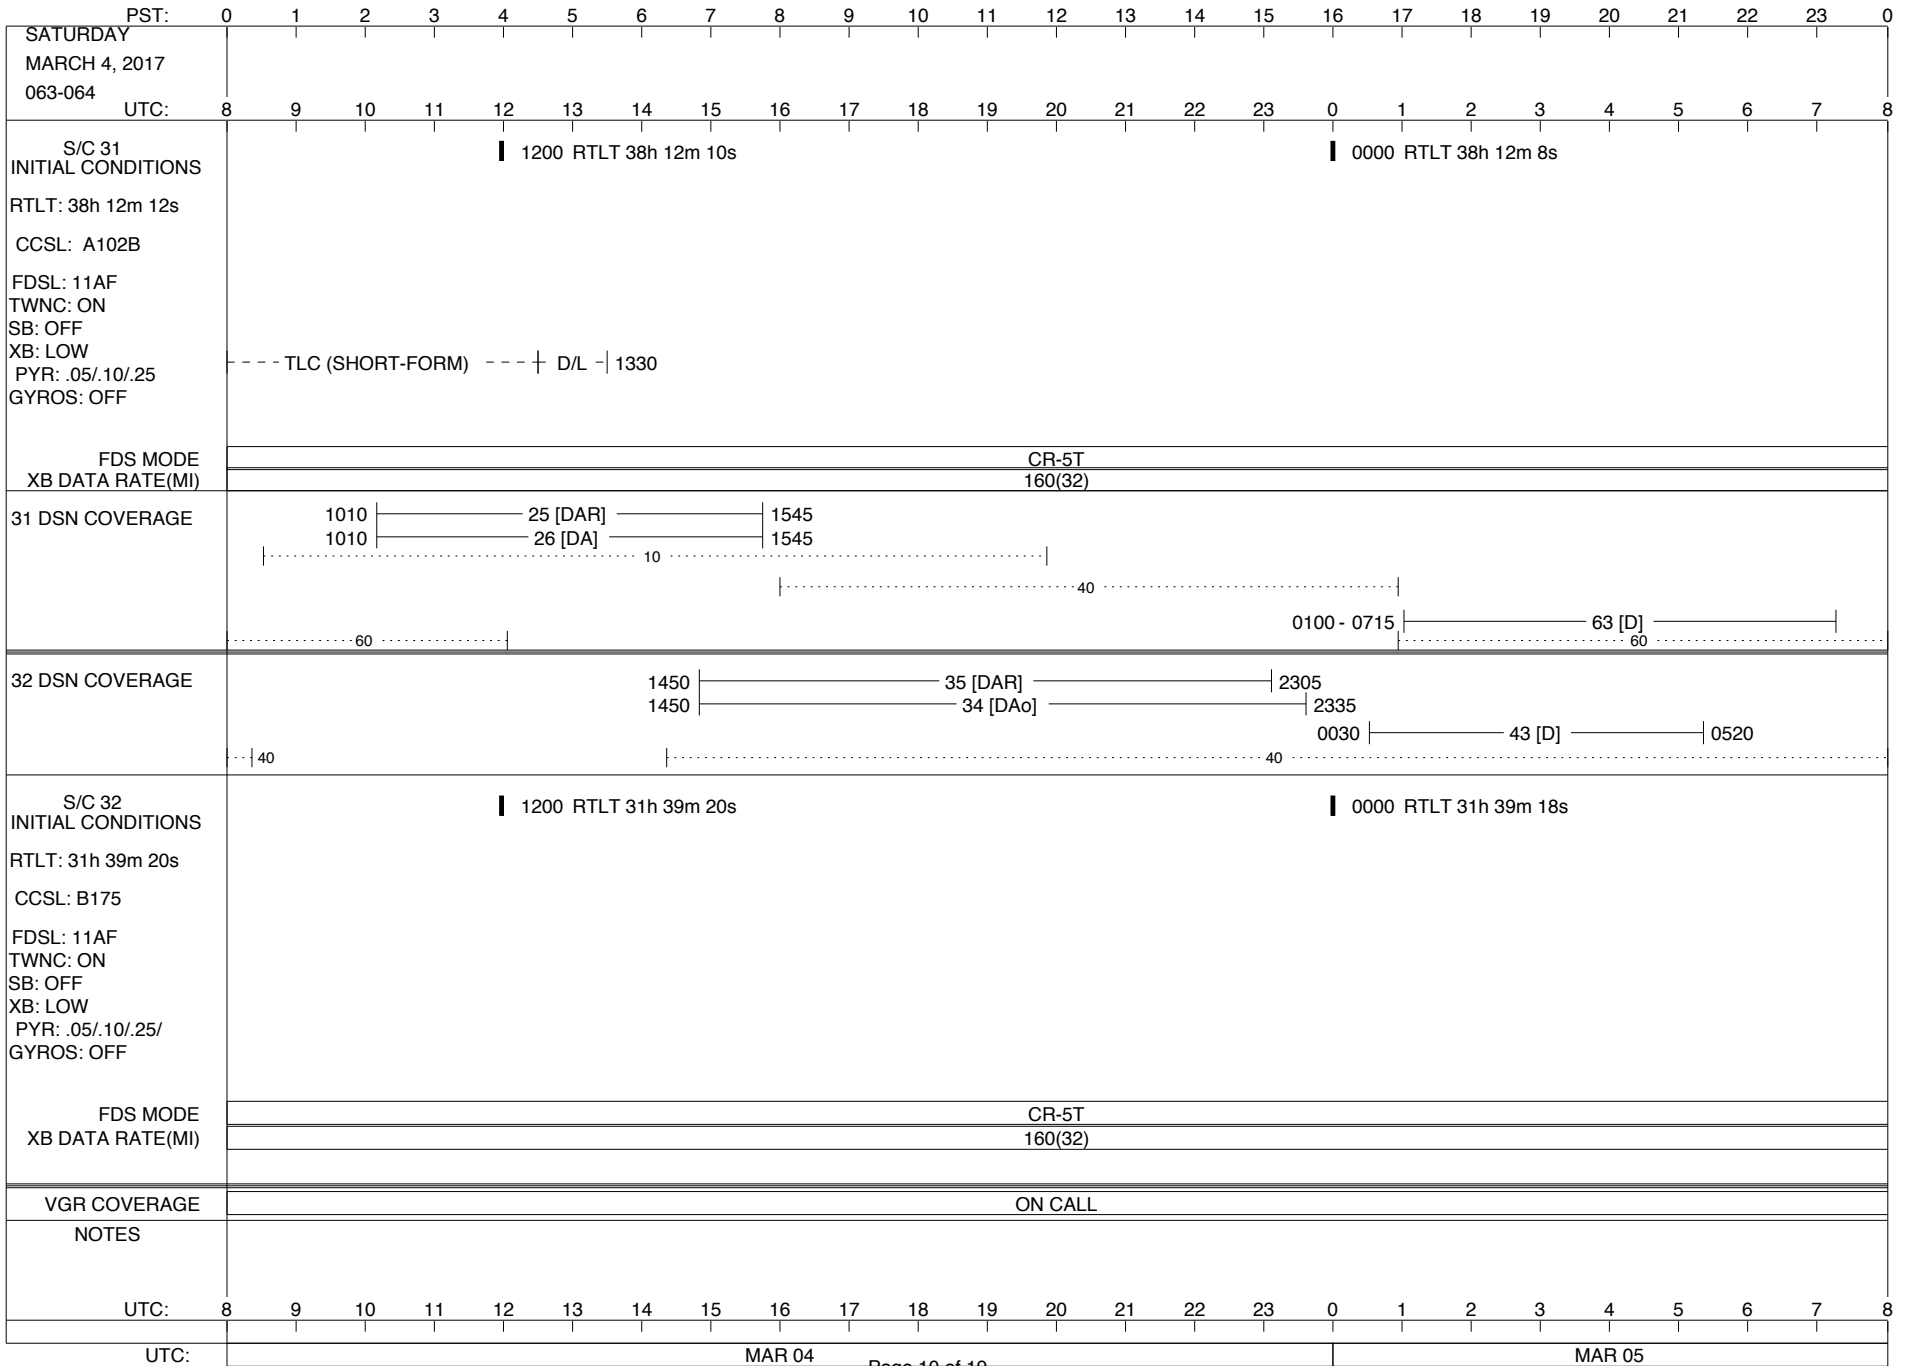 PST: 0 1 2 3 4 5 6 7 8 9 10 11 12 13 14 15 16 17 18 19 20 21 22 23 0
SATURDAY
MARCH 4, 2017
063-064
UTC: 8 9 10 11 12 13 14 15 16 17 18 19 20 21 22 23 0 1 2 3 4 5 6 7 8
S/C 31
INITIAL CONDITIONS
1200 RTLT 38h 12m 10s
0000 RTLT 38h 12m 8s
RTLT: 38h 12m 12s
CCSL: A102B
FDSL: 11AF
TWNC: ON
SB: OFF
XB: LOW
PYR: .05/.10/.25
GYROS: OFF
TLC (SHORT-FORM) D/L 1330
FDS MODE CR-5T
XB DATA RATE(MI) 160(32)
31 DSN COVERAGE
1010 25 [DAR] 1545
1010 26 [DA] 1545
10
40
0100 - 0715 63 [D]
60 60
32 DSN COVERAGE
1450 35 [DAR] 2305
1450 34 [DAo] 2335
0030 43 [D] 0520
40 40
S/C 32
INITIAL CONDITIONS
1200 RTLT 31h 39m 20s
0000 RTLT 31h 39m 18s
RTLT: 31h 39m 20s
CCSL: B175
FDSL: 11AF
TWNC: ON
SB: OFF
XB: LOW
PYR: .05/.10/.25/
GYROS: OFF
FDS MODE CR-5T
XB DATA RATE(MI) 160(32)
VGR COVERAGE ON CALL
NOTES
UTC: 8 9 10 11 12 13 14 15 16 17 18 19 20 21 22 23 0 1 2 3 4 5 6 7 8
UTC: MAR 04 MAR 05